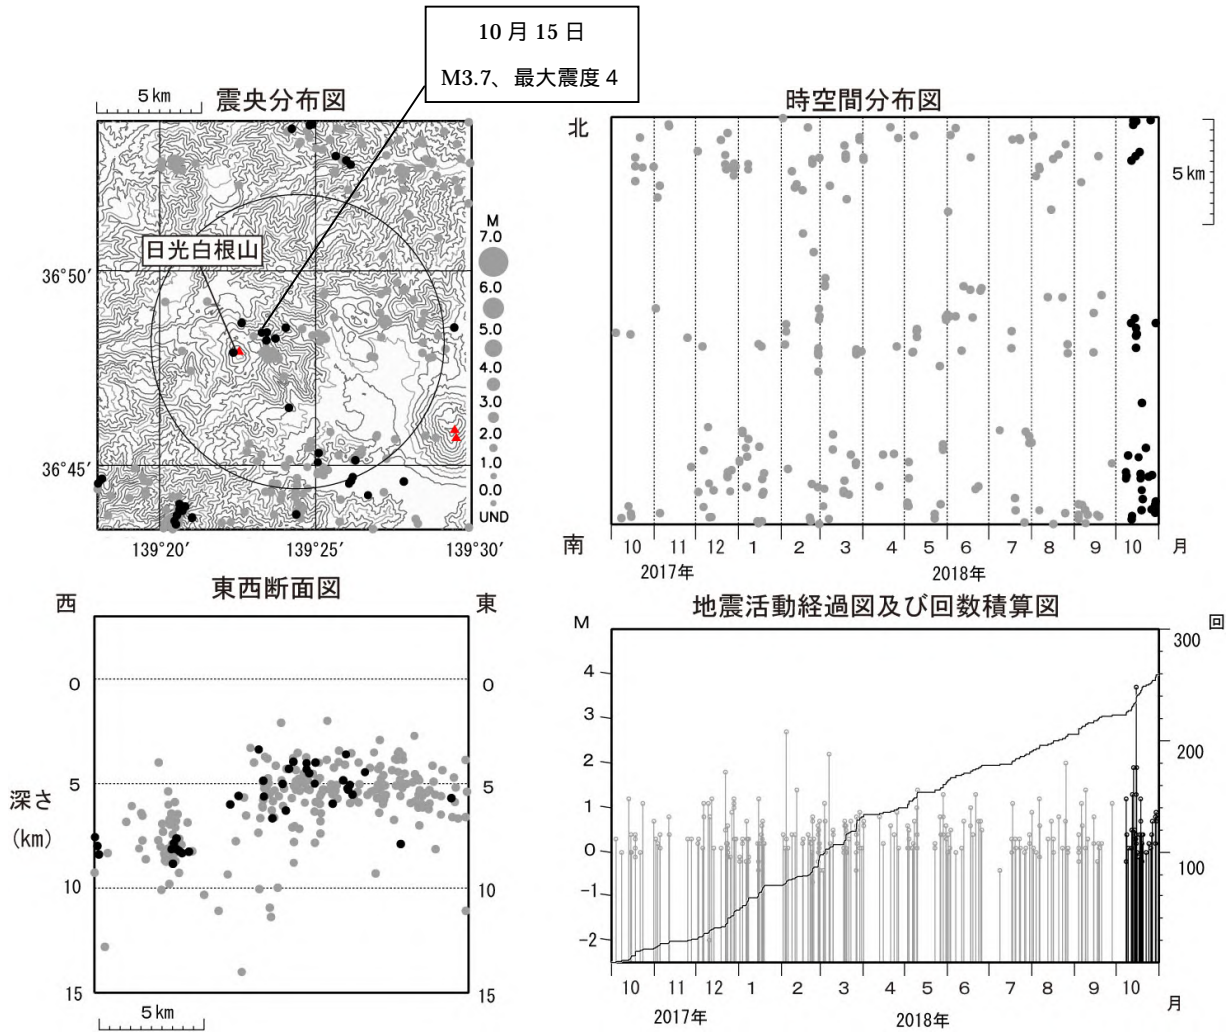 10月15日
M3.7、最大震度4
5km
震央分布図
日光白根山
36°50′
36°45′
139°20
139°25
139°30′
M
7.0
6.0
5.0
4.0
3.0
2.0
1.0
0.0
UND
時空間分布図
北
南
5km
10 11 12 1 2 3 4 5 6 7 8 9 10 月
2017年 2018年
東西断面図
西 東
0 0
5 5
10 10
15 15
深さ
(km)
5km
地震活動経過図及び回数積算図
M 回
4
3
2
1
0
-1
-2
300
200
100
10 11 12 1 2 3 4 5 6 7 8 9 10 月
2017年 2018年